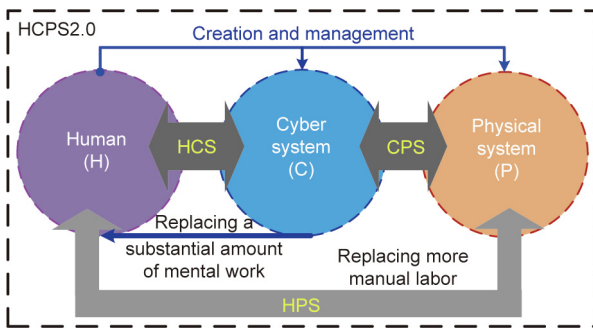 HCPS2.0
Creation and management
Human
(H)
HCS
Cyber
system
(C)
CPS
Physical
system
(P)
Replacing a
substantial amount
of mental work
Replacing more
manual labor
HPS